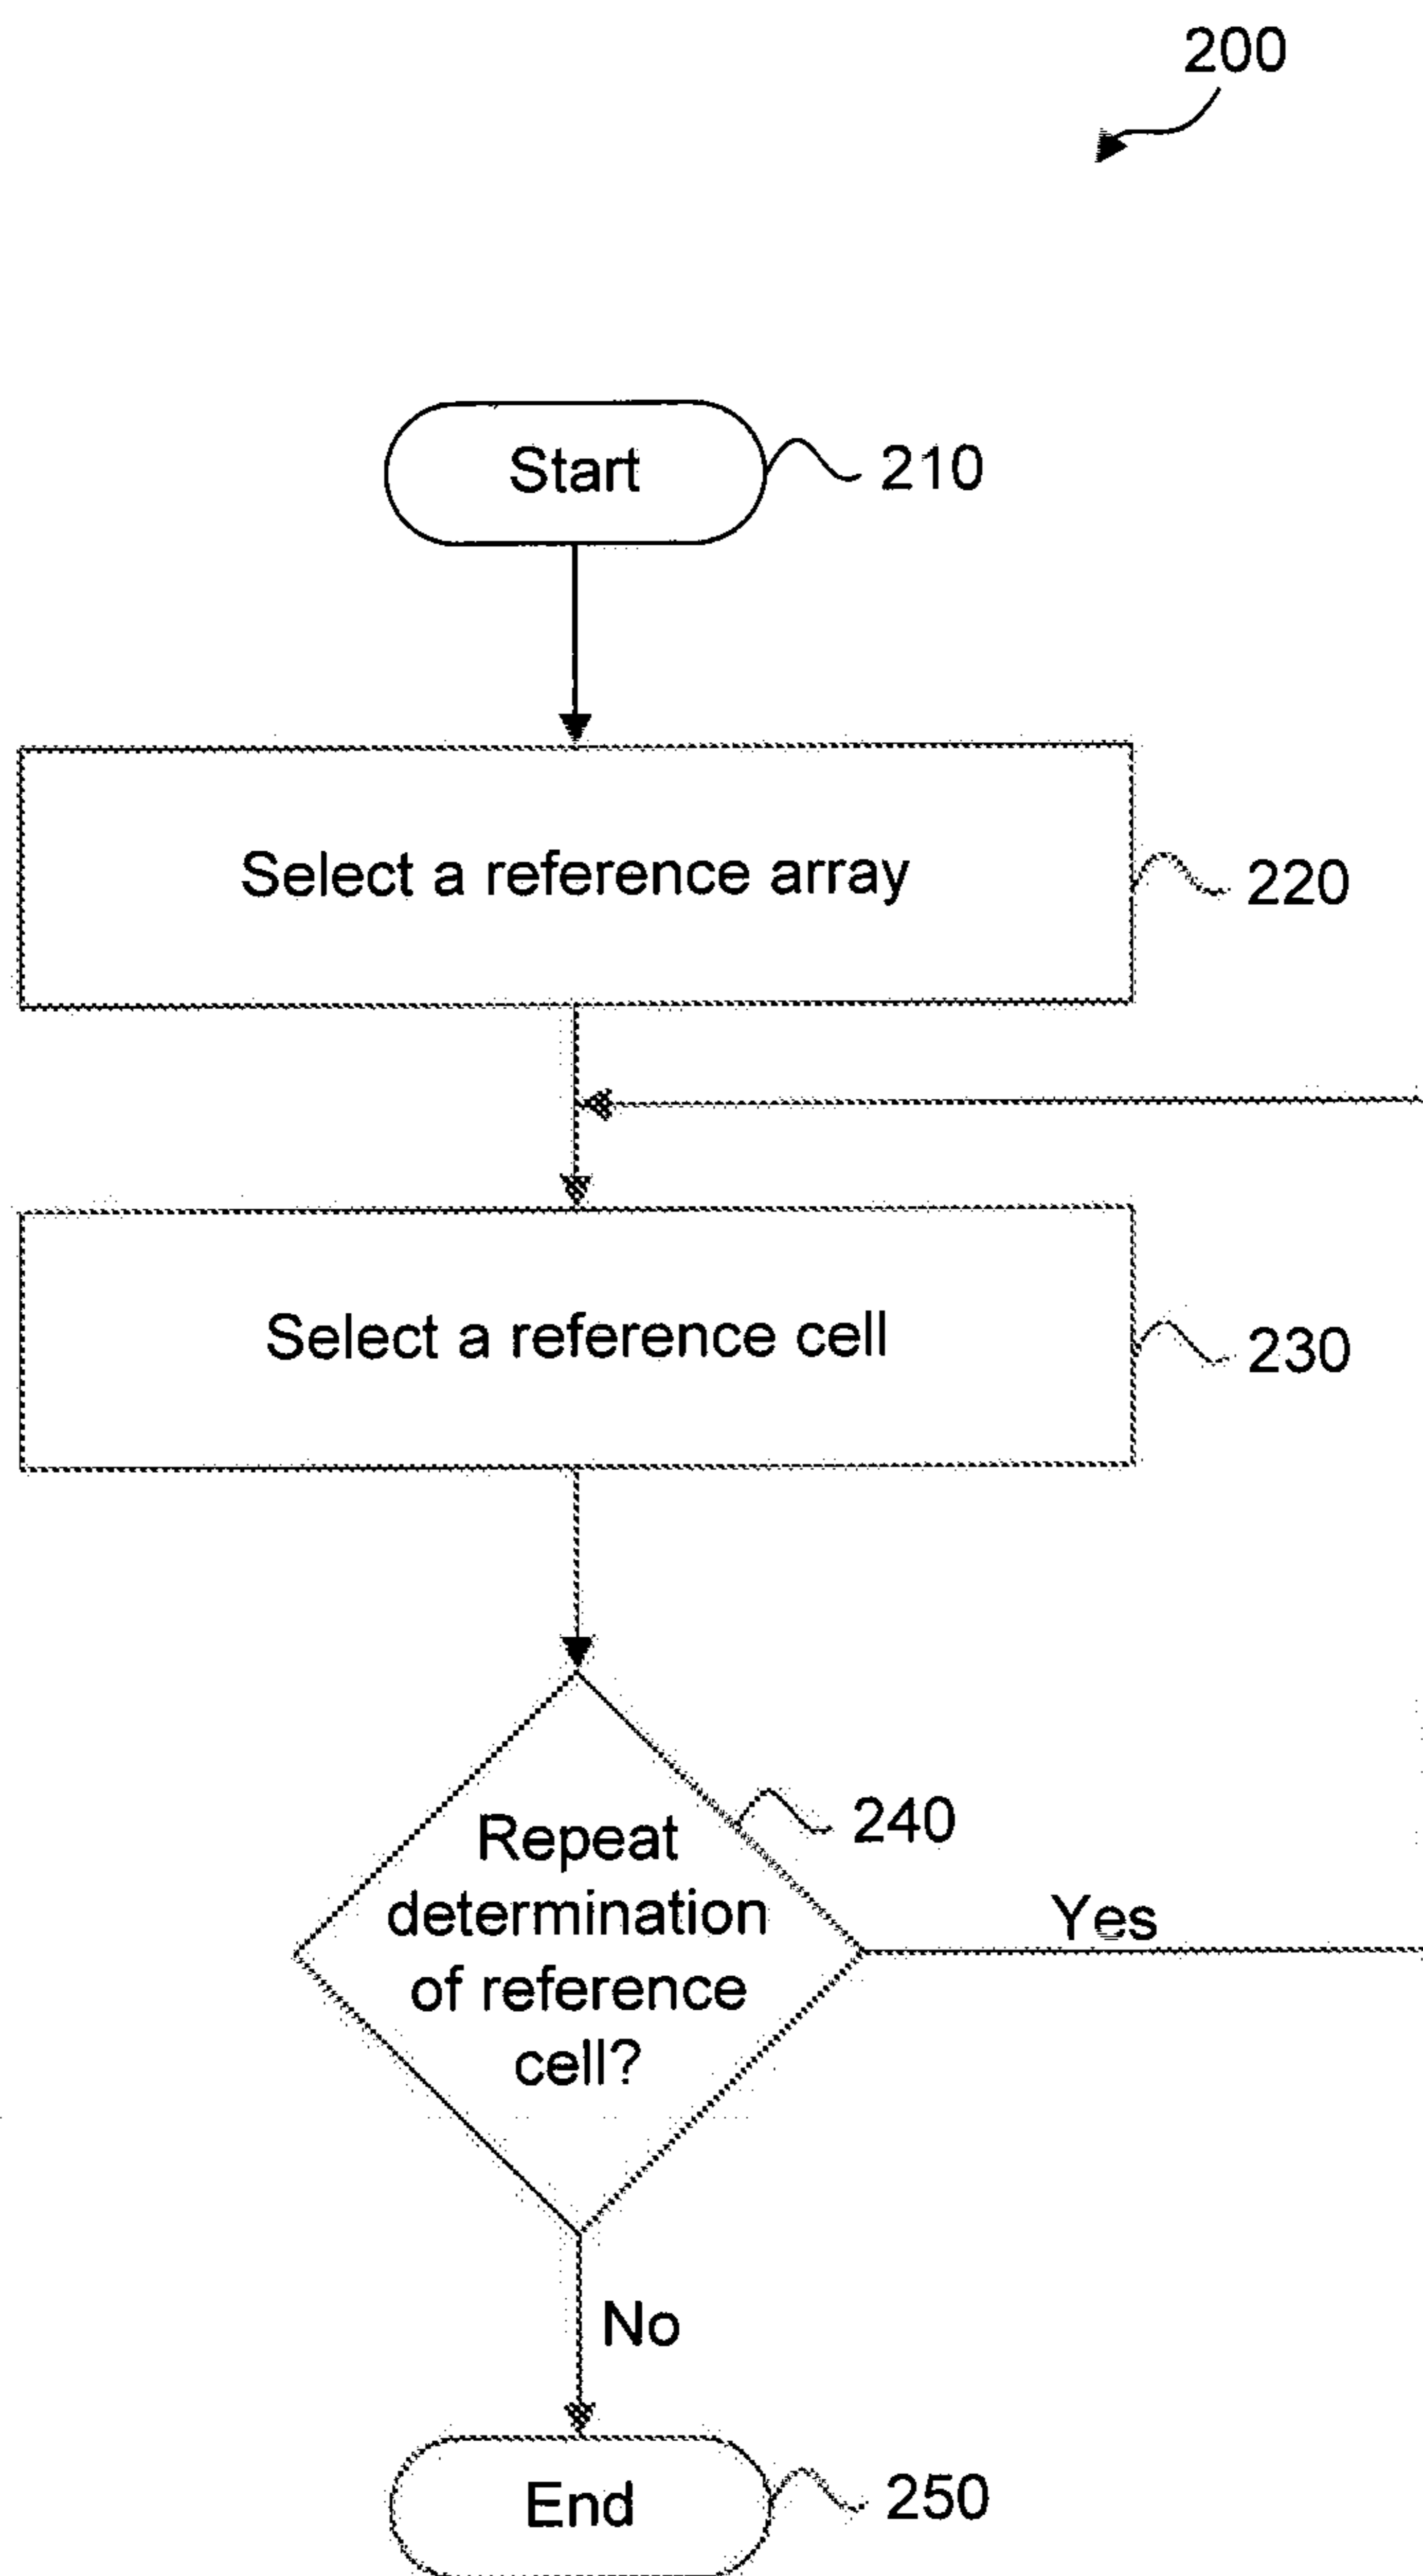 200
Start
210
Select a reference array
220
Select a reference cell
230
Repeat
determination
of reference
cell?
240
Yes
No
End
250